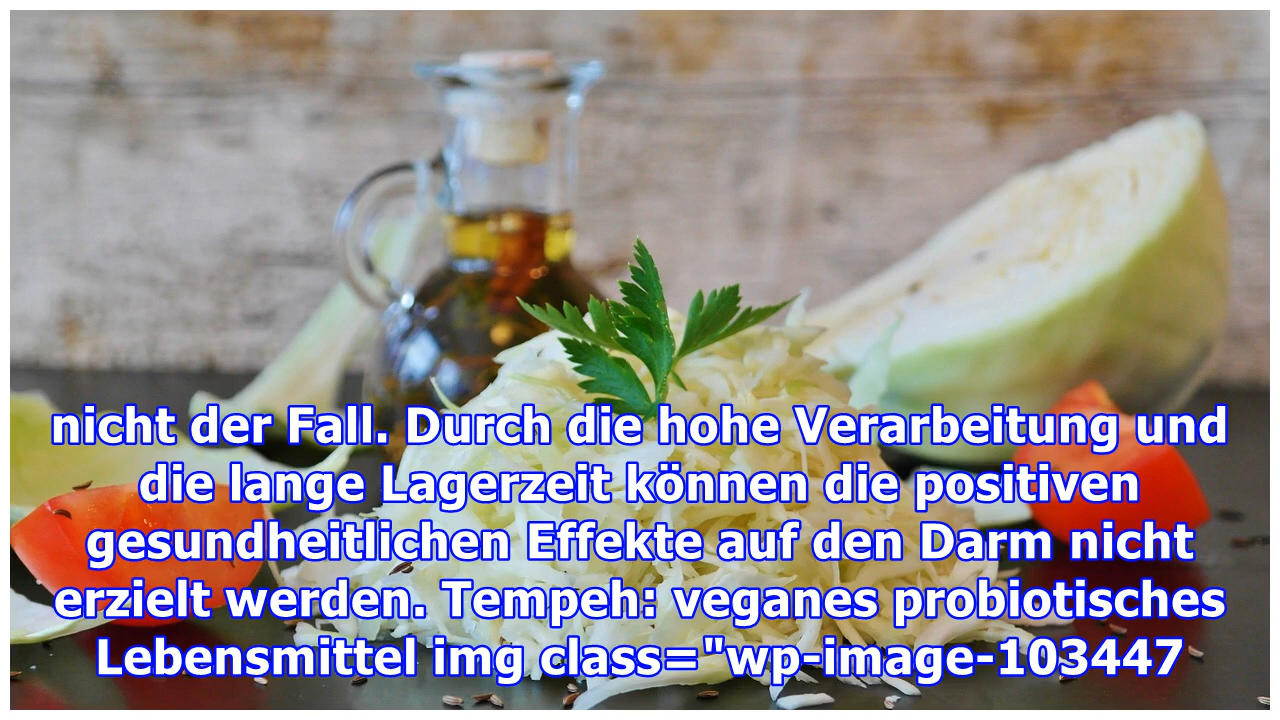 nicht der Fall. Durch die hohe Verarbeitung und
die lange Lagerzeit können die positiven
gesundheitlichen Effekte auf den Darm nicht
erzielt werden. Tempeh: veganes probiotisches
Lebensmittel img class="wp-image-103447